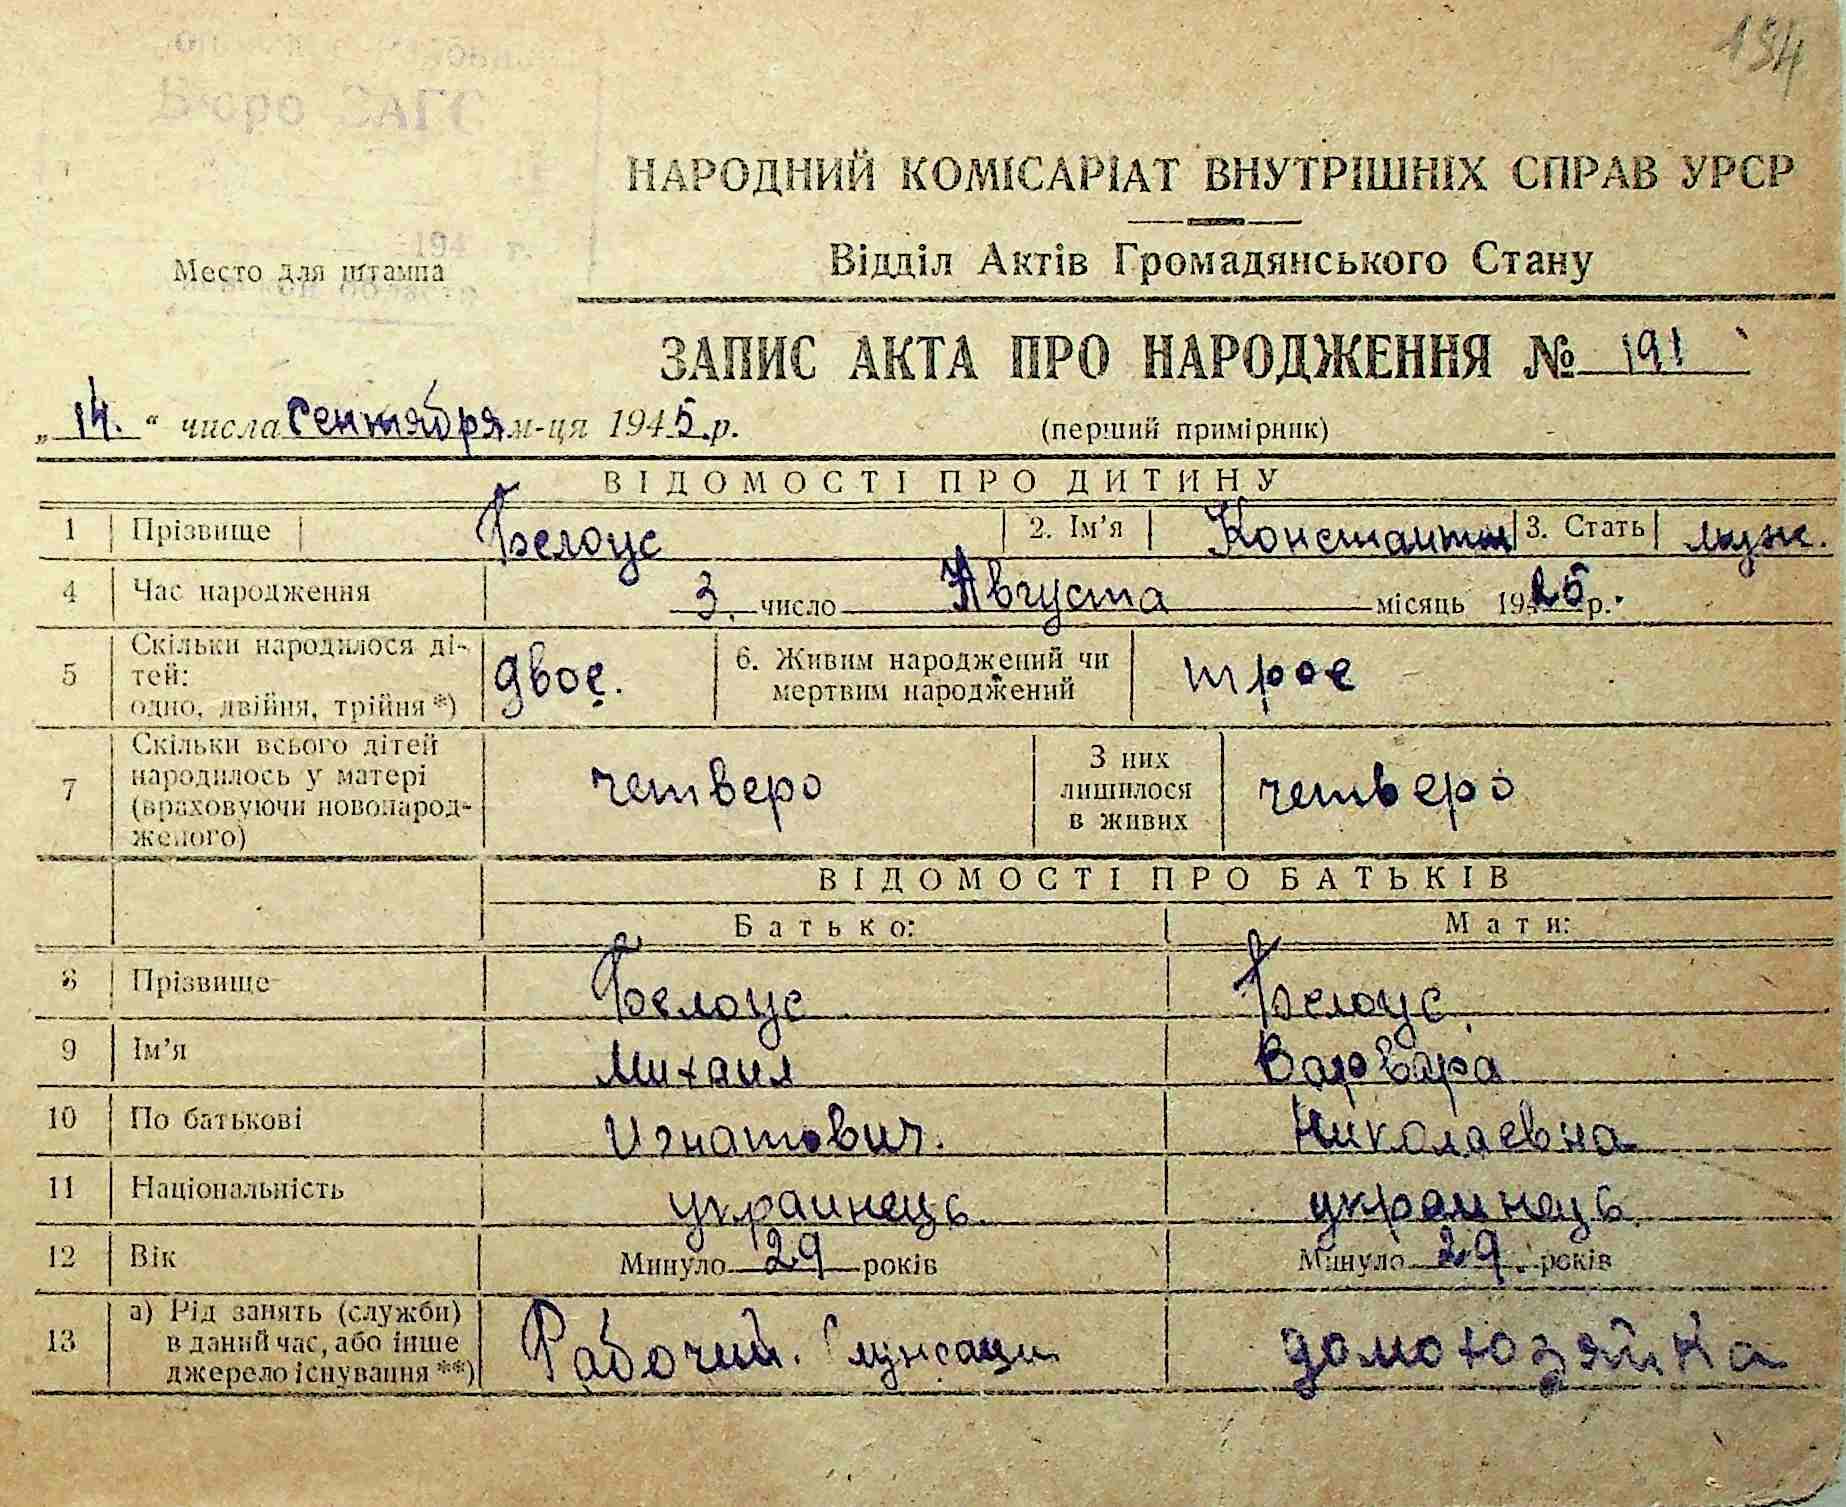 134
Бюро ЗАГС
194 г.
НАРОДНИЙ КОМІСАРІАТ ВНУТРІШНІХ СПРАВ УРСР
Відділ Актів Громадянського Стану
Место для штампа
ЗАПИС АКТА ПРО НАРОДЖЕННЯ № 191
„14.“ числа Сентября м-ця 1945.р.
(перший примірник)
ВІДОМОСТІ ПРО ДИТИНУ
1 Прізвище Белоус 2. Ім'я Константин 3. Стать муж.
4 Час народження 3. число Августа місяць 19 р.
5 Скільки народилося ді-
тей:
одно, двійня, трійня *) двое. 6. Живим народжений чи
мертвим народжений трое
7 Скільки всього дітей
народилось у матері
(враховуючи новонарод-
женого) четверо З них
лишилося
в живих четверо
ВІДОМОСТІ ПРО БАТЬКІВ
Батько: Мати:
8 Прізвище Белоус Белоус
9 Ім'я Михаил Варвара
10 По батькові Игнатович. Николаевна
11 Національність украинець украинець
12 Вік Минуло 29 років Минуло 29. років
13 а) Рід занять (служби)
в даний час, або інше
джерело існування **) Рабочий. домохозяйка